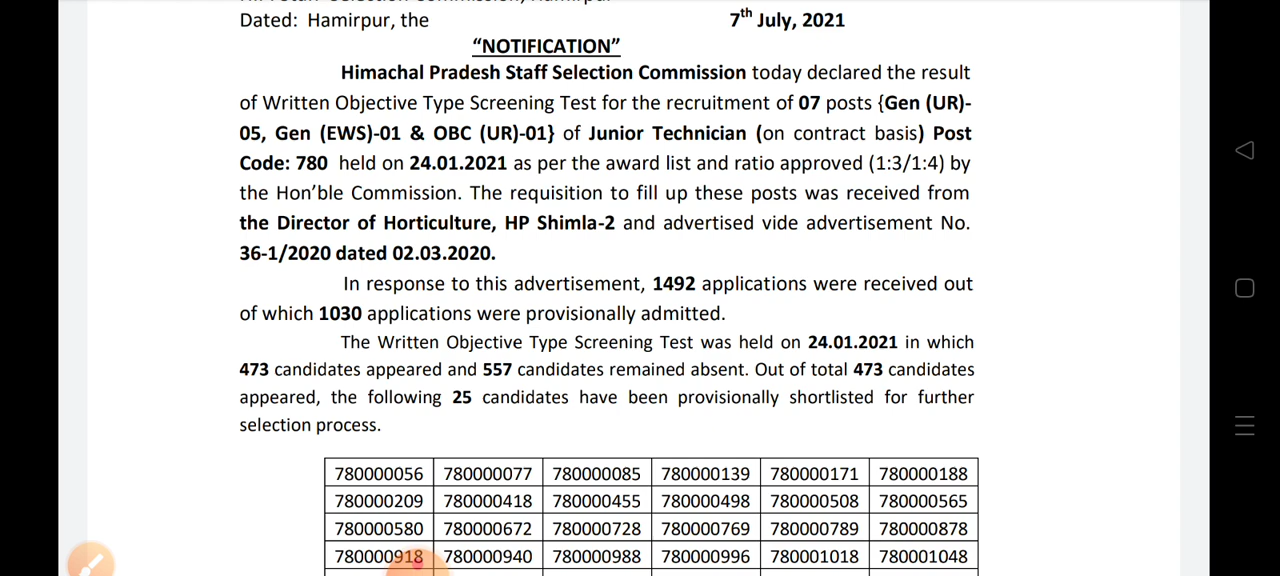 Dated: Hamirpur, the 7th July, 2021
“NOTIFICATION”
Himachal Pradesh Staff Selection Commission today declared the result
of Written Objective Type Screening Test for the recruitment of 07 posts {Gen (UR)-
05, Gen (EWS)-01 & OBC (UR)-01} of Junior Technician (on contract basis) Post
Code: 780 held on 24.01.2021 as per the award list and ratio approved (1:3/1:4) by
the Hon’ble Commission. The requisition to fill up these posts was received from
the Director of Horticulture, HP Shimla-2 and advertised vide advertisement No.
36-1/2020 dated 02.03.2020.
In response to this advertisement, 1492 applications were received out
of which 1030 applications were provisionally admitted.
The Written Objective Type Screening Test was held on 24.01.2021 in which
473 candidates appeared and 557 candidates remained absent. Out of total 473 candidates
appeared, the following 25 candidates have been provisionally shortlisted for further
selection process.
780000056 780000077 780000085 780000139 780000171 780000188
780000209 780000418 780000455 780000498 780000508 780000565
780000580 780000672 780000728 780000769 780000789 780000878
780000918 780000940 780000988 780000996 780001018 780001048